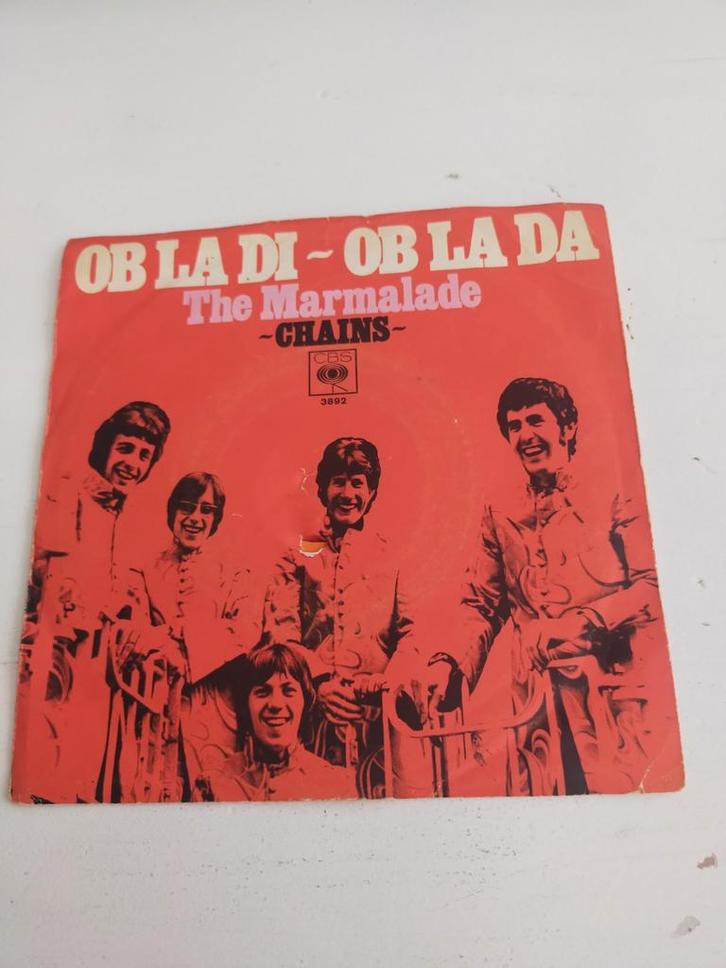 OB LA DI ~ OB LA DA
The Marmalade
~CHAINS~
CBS
3892